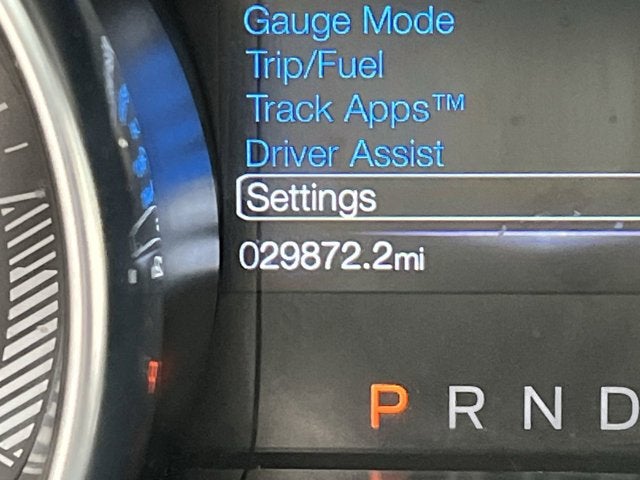 Gauge Mode
Trip/Fuel
Track Apps™
Driver Assist
Settings
029872.2mi
P R N D